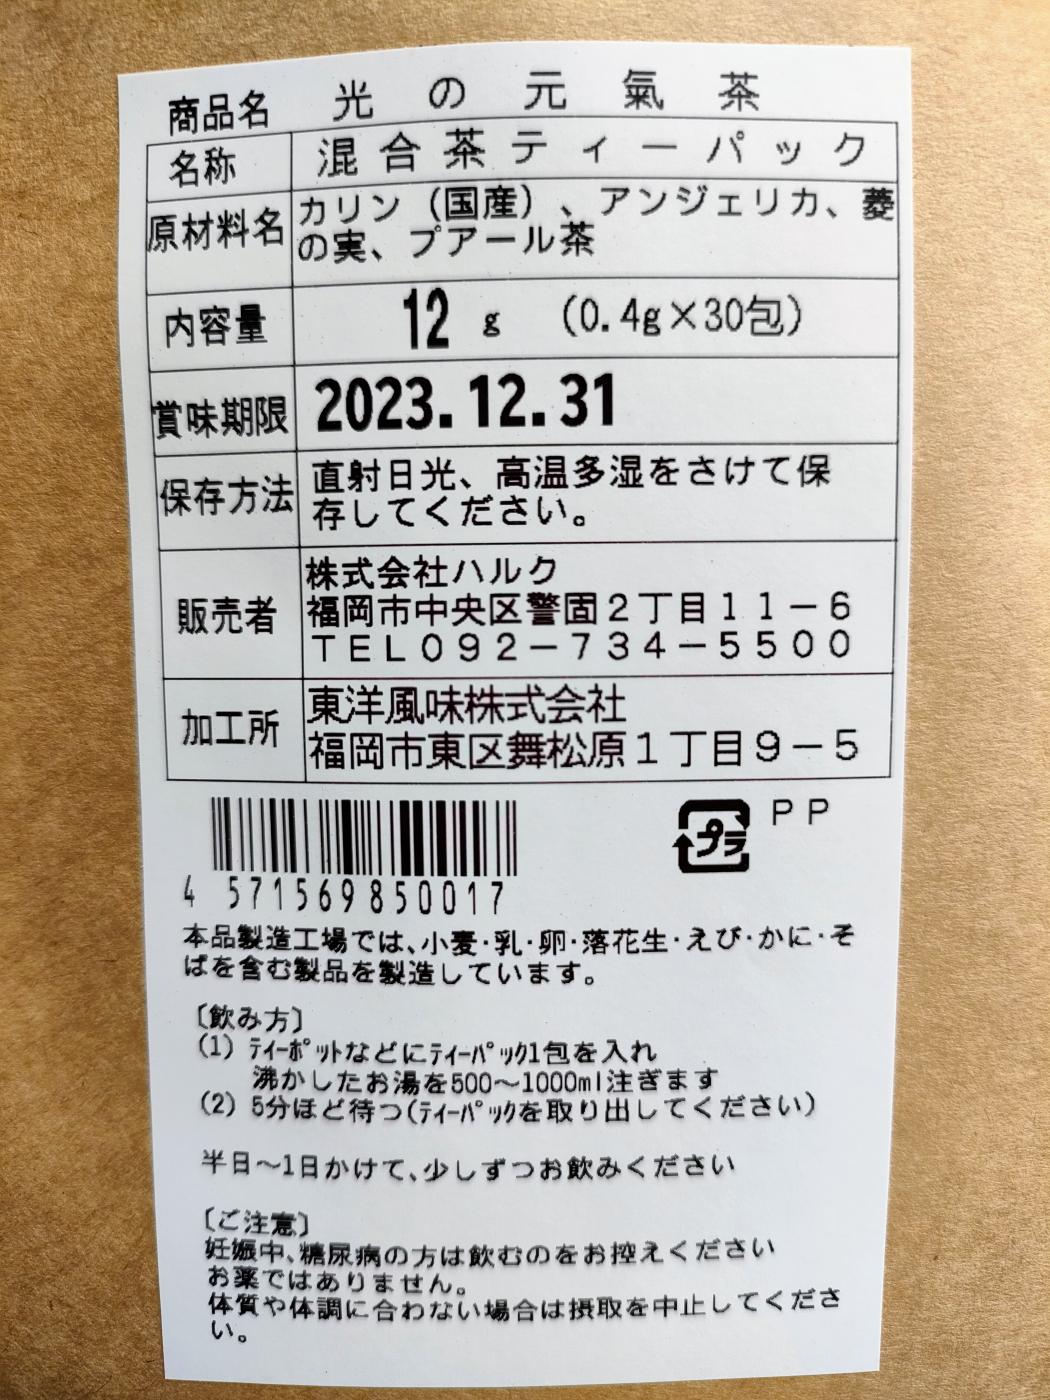 商品名 光の元氣茶
名称 混合茶ティーパック
原材料名 カリン（国産）、アンジェリカ、菱
の実、プアール茶
内容量 12g （0.4g×30包）
賞味期限 2023.12.31
保存方法 直射日光、高温多湿をさけて保
存してください。
販売者 株式会社ハルク
福岡市中央区警固２丁目１１－６
ＴＥＬ０９２－７３４－５５００
加工所 東洋風味株式会社
福岡市東区舞松原１丁目９－５
プラ ＰＰ
4 571569 850017
本品製造工場では、小麦・乳・卵・落花生・えび・かに・そ
ばを含む製品を製造しています。
〔飲み方〕
(1) ﾃｨｰﾎﾟｯﾄなどにﾃｨｰﾊﾟｯｸ1包を入れ
沸かしたお湯を500～1000ml注ぎます
(2) 5分ほど待つ(ﾃｨｰﾊﾟｯｸを取り出してください)
半日～1日かけて、少しずつお飲みください
〔ご注意〕
妊娠中、糖尿病の方は飲むのをお控えください
お薬ではありません。
体質や体調に合わない場合は摂取を中止してくださ
い。